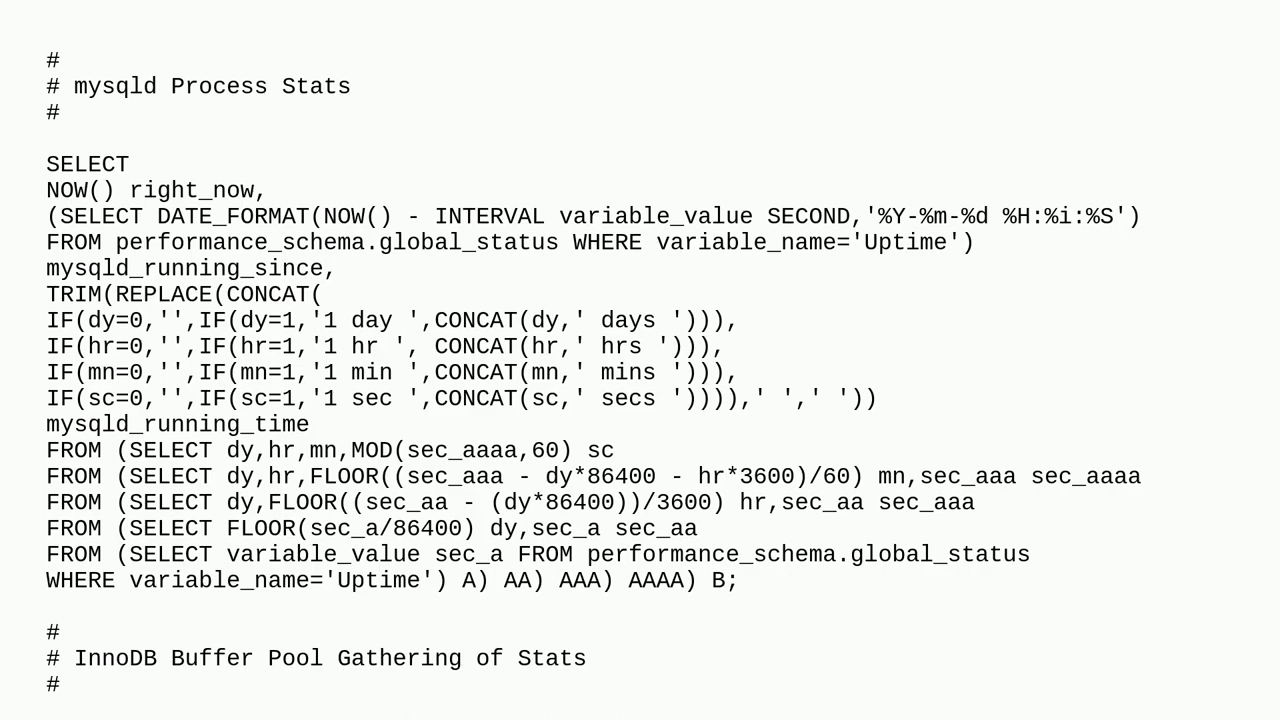 #
# mysqld Process Stats
#
SELECT
NOW() right_now,
(SELECT DATE_FORMAT(NOW() - INTERVAL variable_value SECOND,'%Y-%m-%d %H:%i:%S')
FROM performance_schema.global_status WHERE variable_name='Uptime')
mysqld_running_since,
TRIM(REPLACE(CONCAT(
IF(dy=0,'',IF(dy=1,'1 day ',CONCAT(dy,' days '))),
IF(hr=0,'',IF(hr=1,'1 hr ', CONCAT(hr,' hrs '))),
IF(mn=0,'',IF(mn=1,'1 min ',CONCAT(mn,' mins '))),
IF(sc=0,'',IF(sc=1,'1 sec ',CONCAT(sc,' secs ')))),' ',' '))
mysqld_running_time
FROM (SELECT dy,hr,mn,MOD(sec_aaaa,60) sc
FROM (SELECT dy,hr,FLOOR((sec_aaa - dy*86400 - hr*3600)/60) mn,sec_aaa sec_aaaa
FROM (SELECT dy,FLOOR((sec_aa - (dy*86400))/3600) hr,sec_aa sec_aaa
FROM (SELECT FLOOR(sec_a/86400) dy,sec_a sec_aa
FROM (SELECT variable_value sec_a FROM performance_schema.global_status
WHERE variable_name='Uptime') A) AA) AAA) AAAA) B;
#
# InnoDB Buffer Pool Gathering of Stats
#